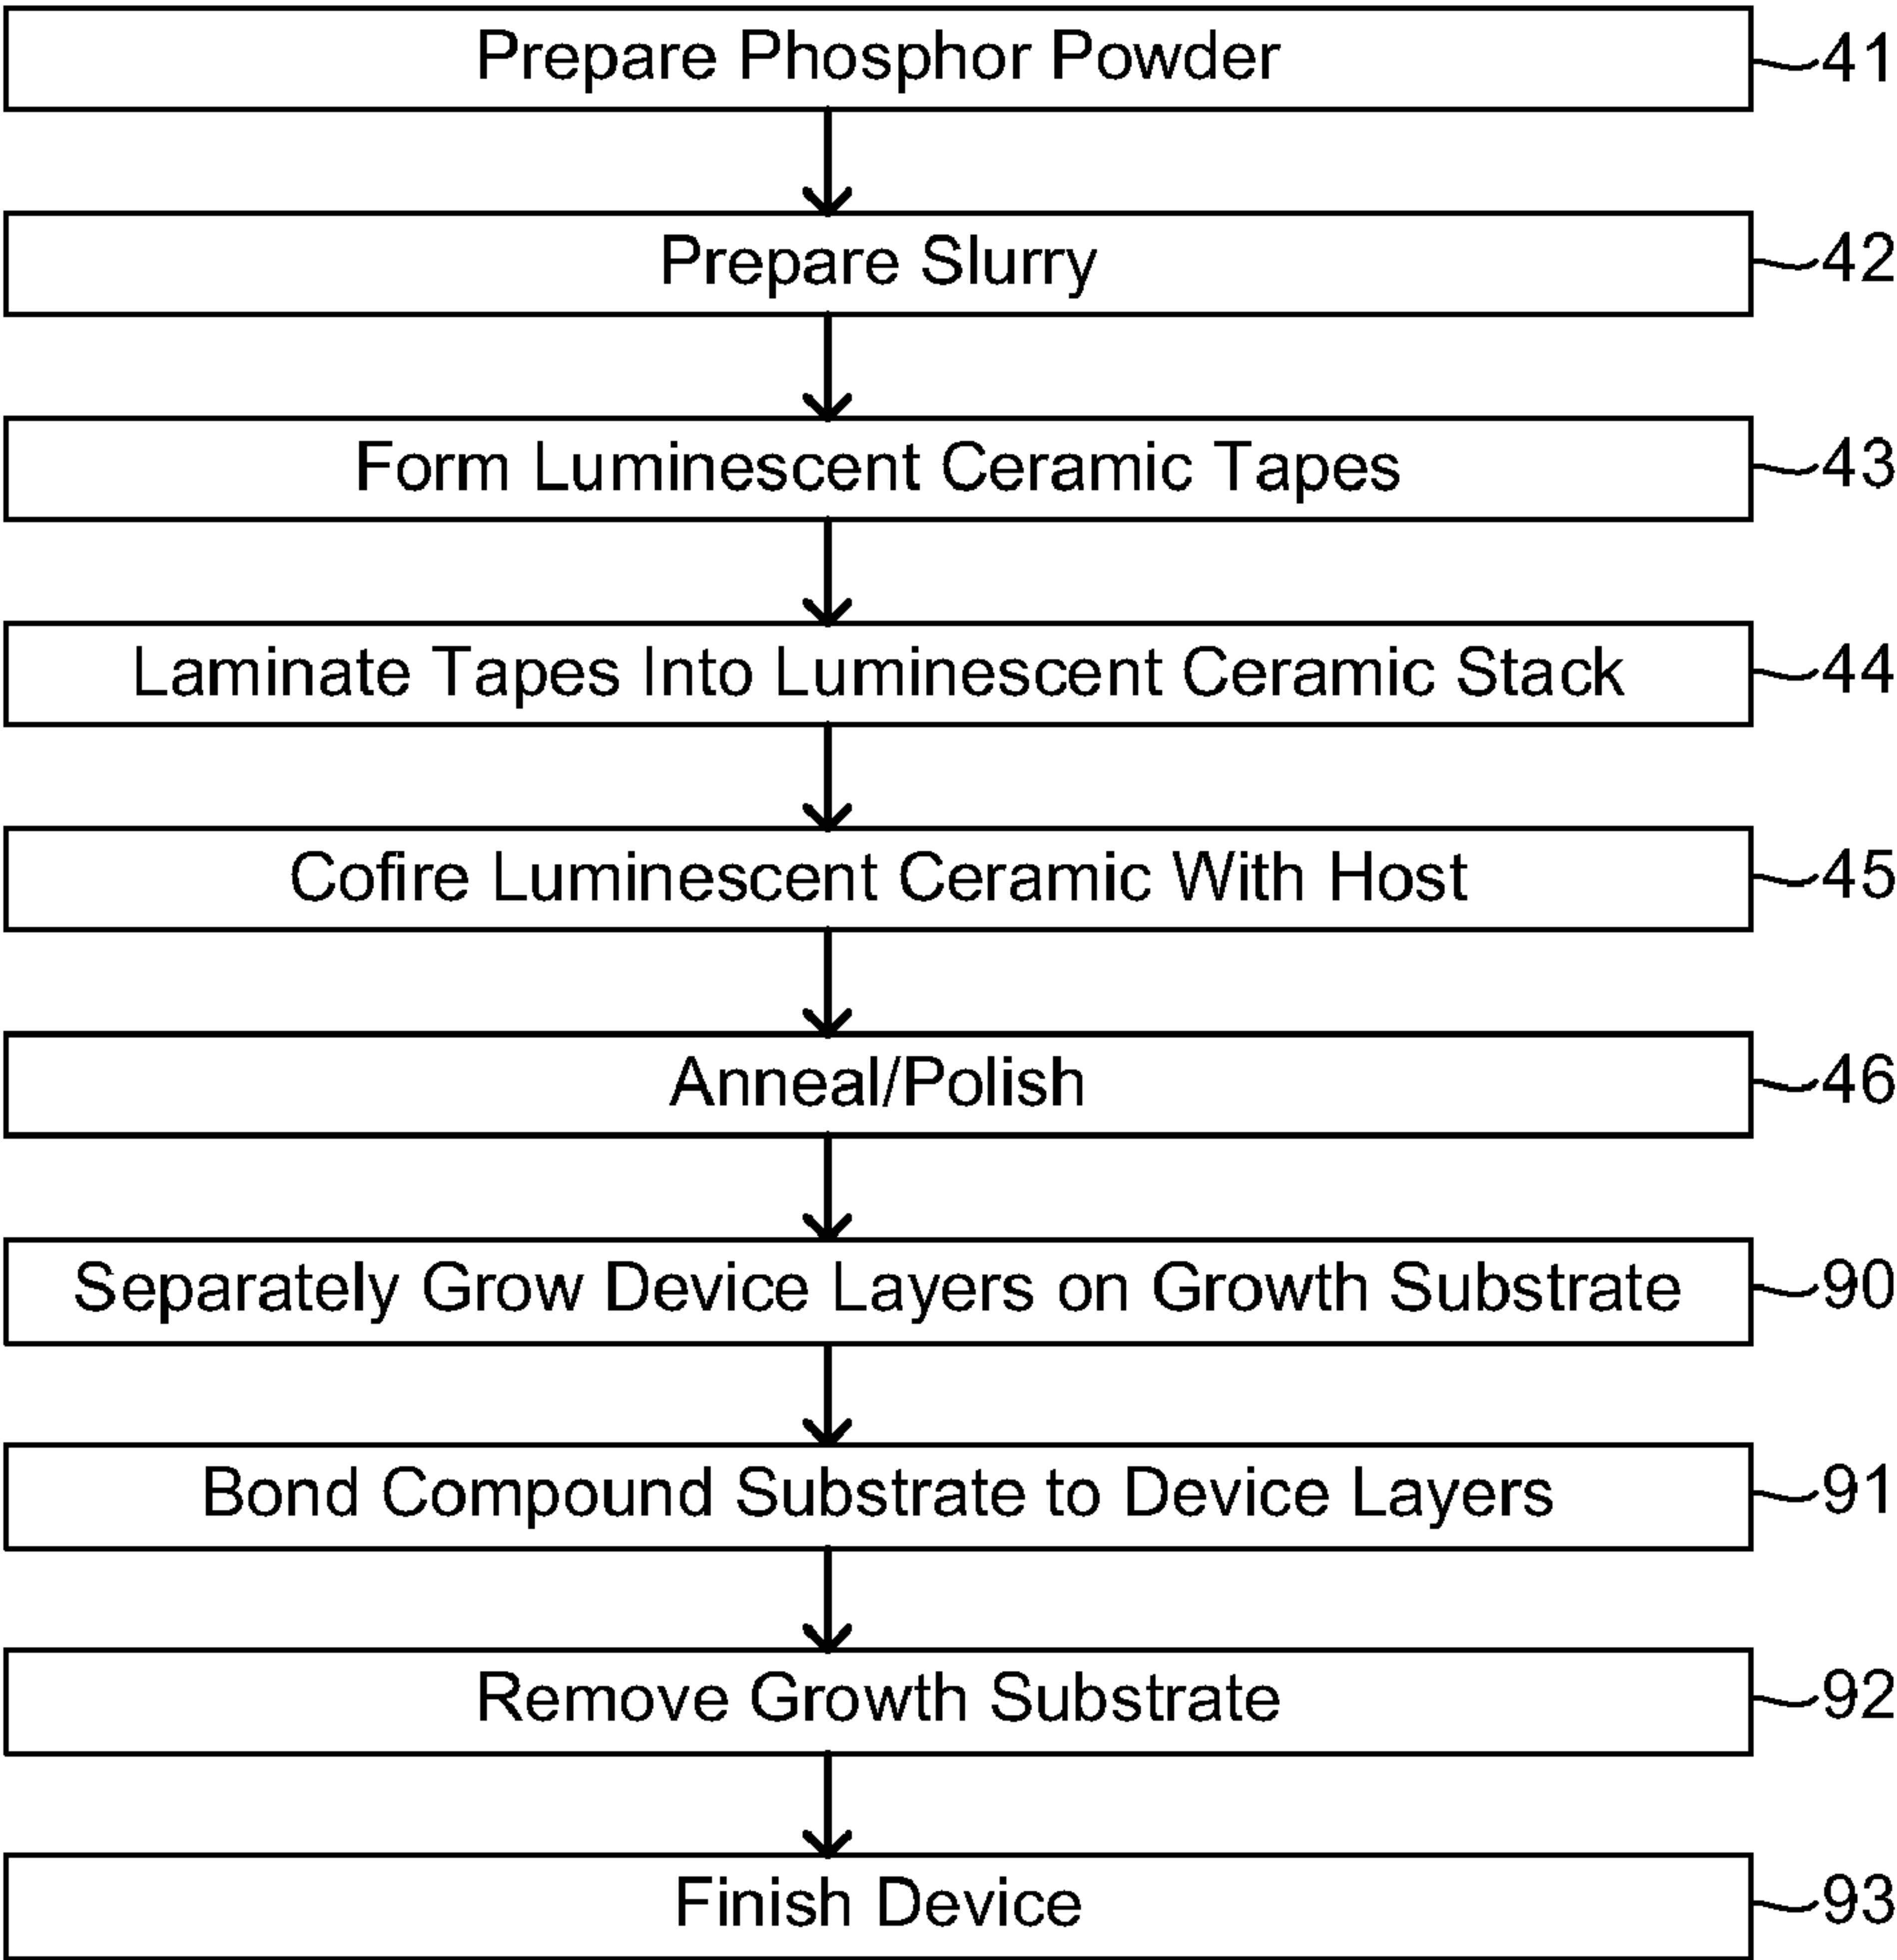 Prepare Phosphor Powder 41
Prepare Slurry 42
Form Luminescent Ceramic Tapes 43
Laminate Tapes Into Luminescent Ceramic Stack 44
Cofire Luminescent Ceramic With Host 45
Anneal/Polish 46
Separately Grow Device Layers on Growth Substrate 90
Bond Compound Substrate to Device Layers 91
Remove Growth Substrate 92
Finish Device 93